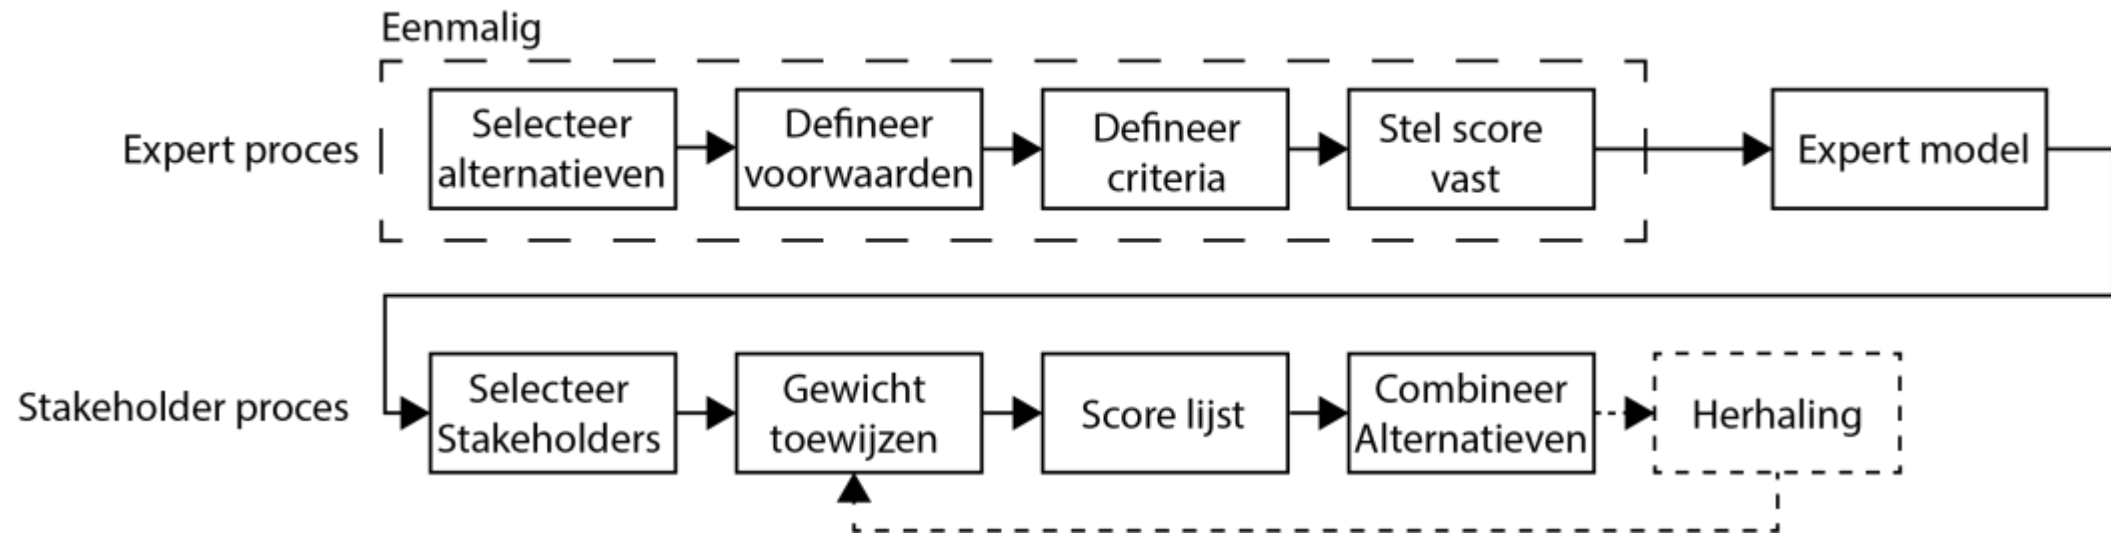 Eenmalig
Expert proces
Selecteer
alternatieven
Defineer
voorwaarden
Defineer
criteria
Stel score
vast
Expert model
Stakeholder proces
Selecteer
Stakeholders
Gewicht
toewijzen
Score lijst
Combineer
Alternatieven
Herhaling